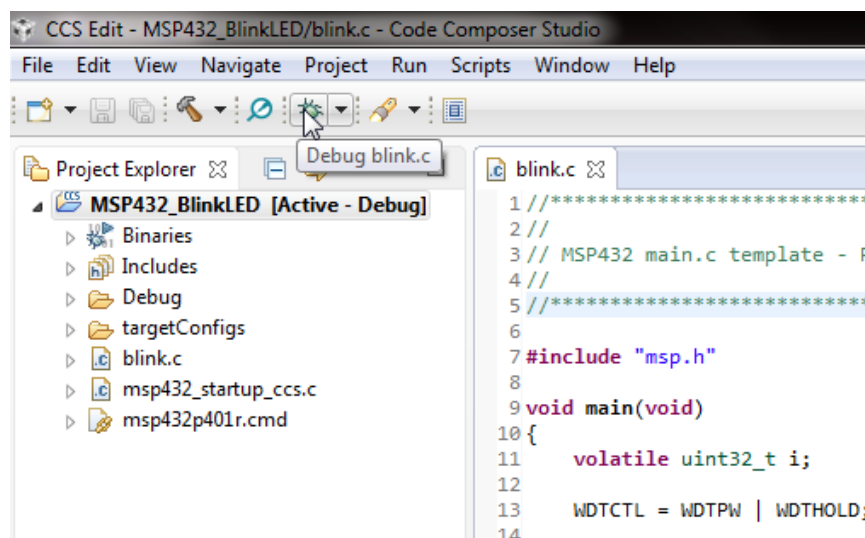 CCS Edit - MSP432_BlinkLED/blink.c - Code Composer Studio
File Edit View Navigate Project Run Scripts Window Help
Debug blink.c
Project Explorer
MSP432_BlinkLED [Active - Debug]
Binaries
Includes
Debug
targetConfigs
blink.c
msp432_startup_ccs.c
msp432p401r.cmd
blink.c
1 //***************************
2 //
3 // MSP432 main.c template - P
4 //
5 //***************************
6
7 #include "msp.h"
8
9 void main(void)
10 {
11 volatile uint32_t i;
12
13 WDTCTL = WDTPW | WDTHOLD;
14